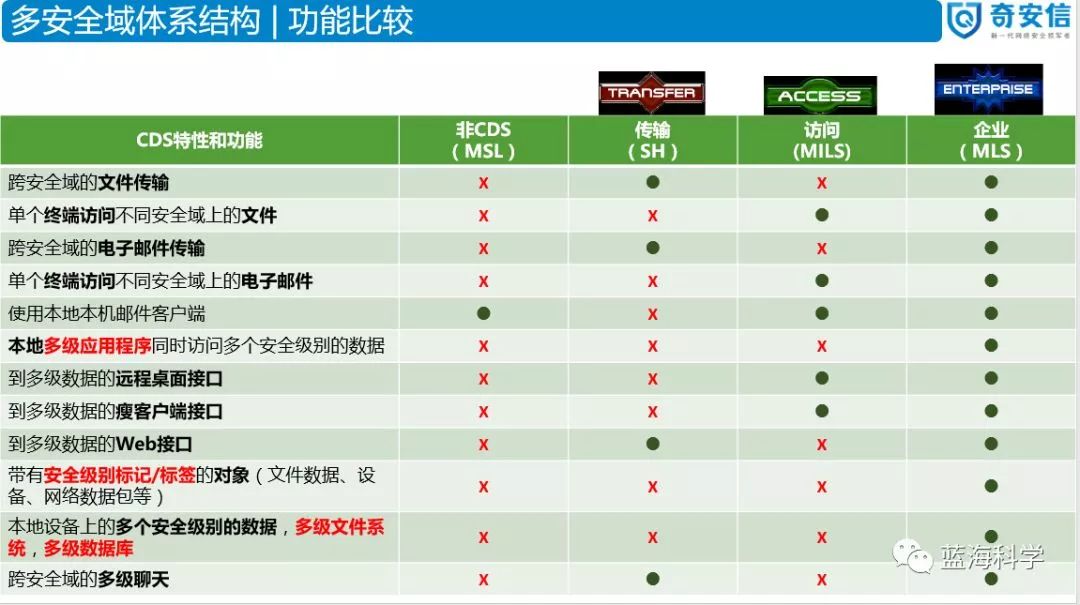 多安全域体系结构 | 功能比较
奇安信
新一代网络安全领军者
TRANSFER
ACCESS
ENTERPRISE
CDS特性和功能 非CDS（MSL） 传输（SH） 访问(MILS) 企业（MLS）
跨安全域的文件传输 X ● X ●
单个终端访问不同安全域上的文件 X X ● ●
跨安全域的电子邮件传输 X ● X ●
单个终端访问不同安全域上的电子邮件 X X ● ●
使用本地本机邮件客户端 ● X ● ●
本地多级应用程序同时访问多个安全级别的数据 X X X ●
到多级数据的远程桌面接口 X X ● ●
到多级数据的瘦客户端接口 X X ● ●
到多级数据的Web接口 X ● X ●
带有安全级别标记/标签的对象（文件数据、设
备、网络数据包等） X X X ●
本地设备上的多个安全级别的数据，多级文件系
统，多级数据库 X X X ●
跨安全域的多级聊天 X ● X ●
蓝海科学